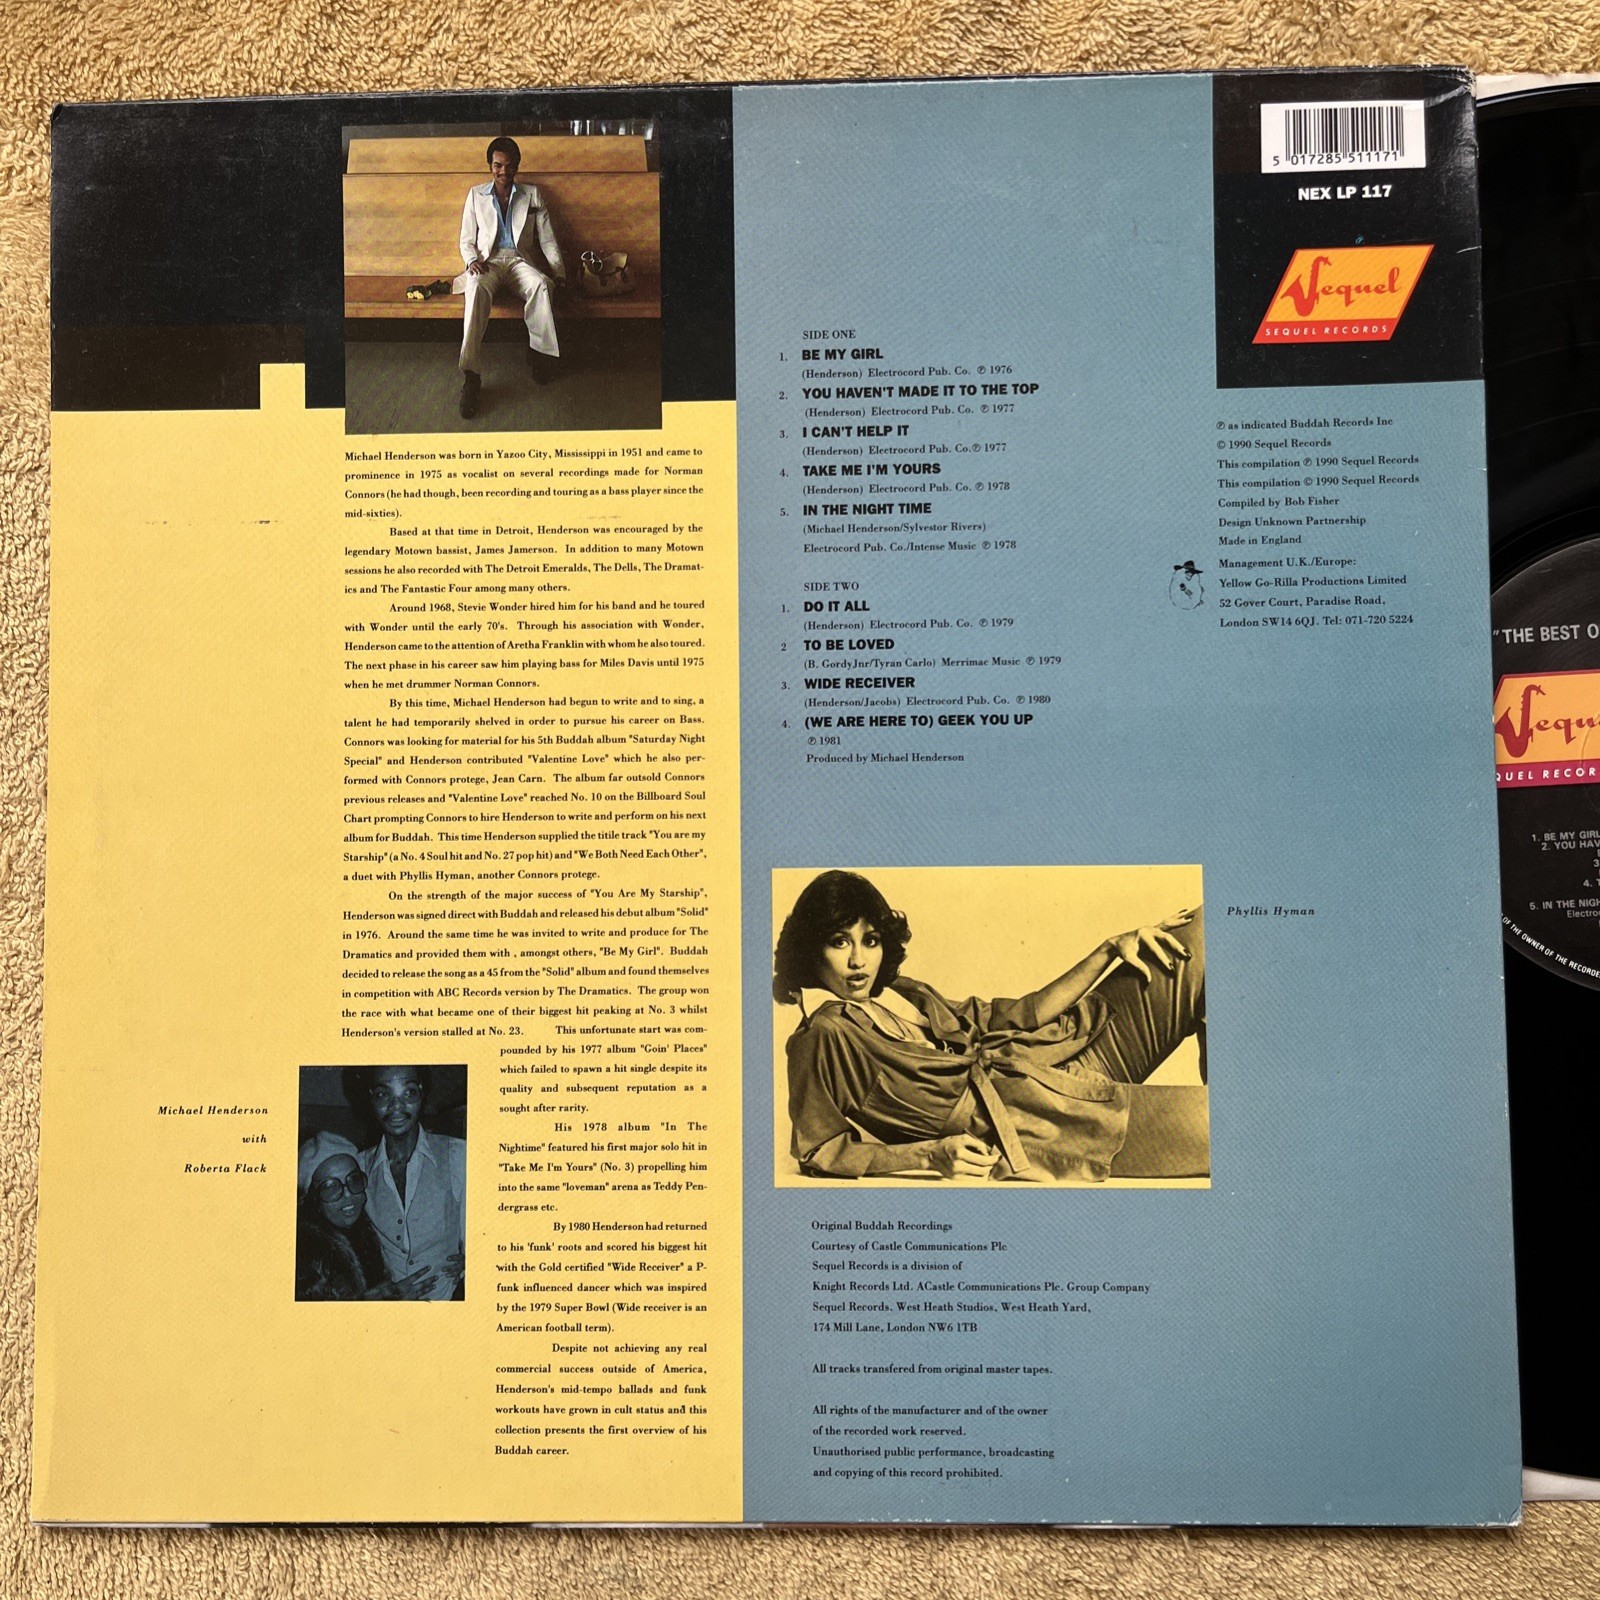 Michael Henderson was born in Yazoo City, Mississippi in 1951 and came to
prominence in 1975 as vocalist on several recordings made for Norman
Connors (he had though, been recording and touring as a bass player since the
mid-sixties).
Based at that time in Detroit, Henderson was encouraged by the
legendary Motown bassist, James Jamerson. In addition to many Motown
sessions he also recorded with The Detroit Emeralds, The Dells, The Dramat-
ics and The Fantastic Four among many others.
Around 1968, Stevie Wonder hired him for his band and he toured
with Wonder until the early 70's. Through his association with Wonder,
Henderson came to the attention of Aretha Franklin with whom he also toured.
The next phase in his career saw him playing bass for Miles Davis until 1975
when he met drummer Norman Connors.
By this time, Michael Henderson had begun to write and to sing, a
talent he had temporarily shelved in order to pursue his career on Bass.
Connors was looking for material for his 5th Buddah album "Saturday Night
Special" and Henderson contributed "Valentine Love" which he also per-
formed with Connors protege, Jean Carn. The album far outsold Connors
previous releases and "Valentine Love" reached No. 10 on the Billboard Soul
Chart prompting Connors to hire Henderson to write and perform on his next
album for Buddah. This time Henderson supplied the titile track "You are my
Starship" (a No. 4 Soul hit and No. 27 pop hit) and "We Both Need Each Other",
a duet with Phyllis Hyman, another Connors protege.
On the strength of the major success of "You Are My Starship",
Henderson was signed direct with Buddah and released his debut album "Solid"
in 1976. Around the same time he was invited to write and produce for The
Dramatics and provided them with , amongst others, "Be My Girl". Buddah
decided to release the song as a 45 from the "Solid" album and found themselves
in competition with ABC Records version by The Dramatics. The group won
the race with what became one of their biggest hit peaking at No. 3 whilst
Henderson's version stalled at No. 23. This unfortunate start was com-
pounded by his 1977 album "Goin' Places"
which failed to spawn a hit single despite its
quality and subsequent reputation as a
sought after rarity.
His 1978 album "In The
Nightime" featured his first major solo hit in
"Take Me I'm Yours" (No. 3) propelling him
into the same "loveman" arena as Teddy Pen-
dergrass etc.
By 1980 Henderson had returned
to his 'funk' roots and scored his biggest hit
with the Gold certified "Wide Receiver" a P-
funk influenced dancer which was inspired
by the 1979 Super Bowl (Wide receiver is an
American football term).
Despite not achieving any real
commercial success outside of America,
Henderson's mid-tempo ballads and funk
workouts have grown in cult status and this
collection presents the first overview of his
Buddah career.
Michael Henderson
with
Roberta Flack
SIDE ONE
1. BE MY GIRL
(Henderson) Electrocord Pub. Co. ℗ 1976
2. YOU HAVEN'T MADE IT TO THE TOP
(Henderson) Electrocord Pub. Co. ℗ 1977
3. I CAN'T HELP IT
(Henderson) Electrocord Pub. Co.℗ 1977
4. TAKE ME I'M YOURS
(Henderson) Electrocord Pub. Co. ℗ 1978
5. IN THE NIGHT TIME
(Michael Henderson/Sylvestor Rivers)
Electrocord Pub. Co./Intense Music ℗ 1978
SIDE TWO
1. DO IT ALL
(Henderson) Electrocord Pub. Co. ℗ 1979
2 TO BE LOVED
(B. GordyJnr/Tyran Carlo) Merrimac Music ℗ 1979
3. WIDE RECEIVER
(Henderson/Jacobs) Electrocord Pub. Co. ℗ 1980
4. (WE ARE HERE TO) GEEK YOU UP
℗ 1981
Produced by Michael Henderson
Phyllis Hyman
Original Buddah Recordings
Courtesy of Castle Communications Plc
Sequel Records is a division of
Knight Records Ltd. ACastle Communications Plc. Group Company
Sequel Records. West Heath Studios, West Heath Yard,
174 Mill Lane, London NW6 1TB
All tracks transfered from original master tapes.
All rights of the manufacturer and of the owner
of the recorded work reserved.
Unauthorised public performance, broadcasting
and copying of this record prohibited.
5 017285 511171
NEX LP 117
Sequel
SEQUEL RECORDS
℗ as indicated Buddah Records Inc
© 1990 Sequel Records
This compilation ℗ 1990 Sequel Records
This compilation © 1990 Sequel Records
Compiled by Bob Fisher
Design Unknown Partnership
Made in England
Management U.K./Europe:
Yellow Go-Rilla Productions Limited
52 Gover Court, Paradise Road,
London SW14 6QJ. Tel: 071-720 5224
"THE BEST O
Sequ
QUEL RECOR
1. BE MY GIRL
2. YOU HAV
3
4. T
5. IN THE NIGH
Electro
OF THE OWNER OF THE RECORDE